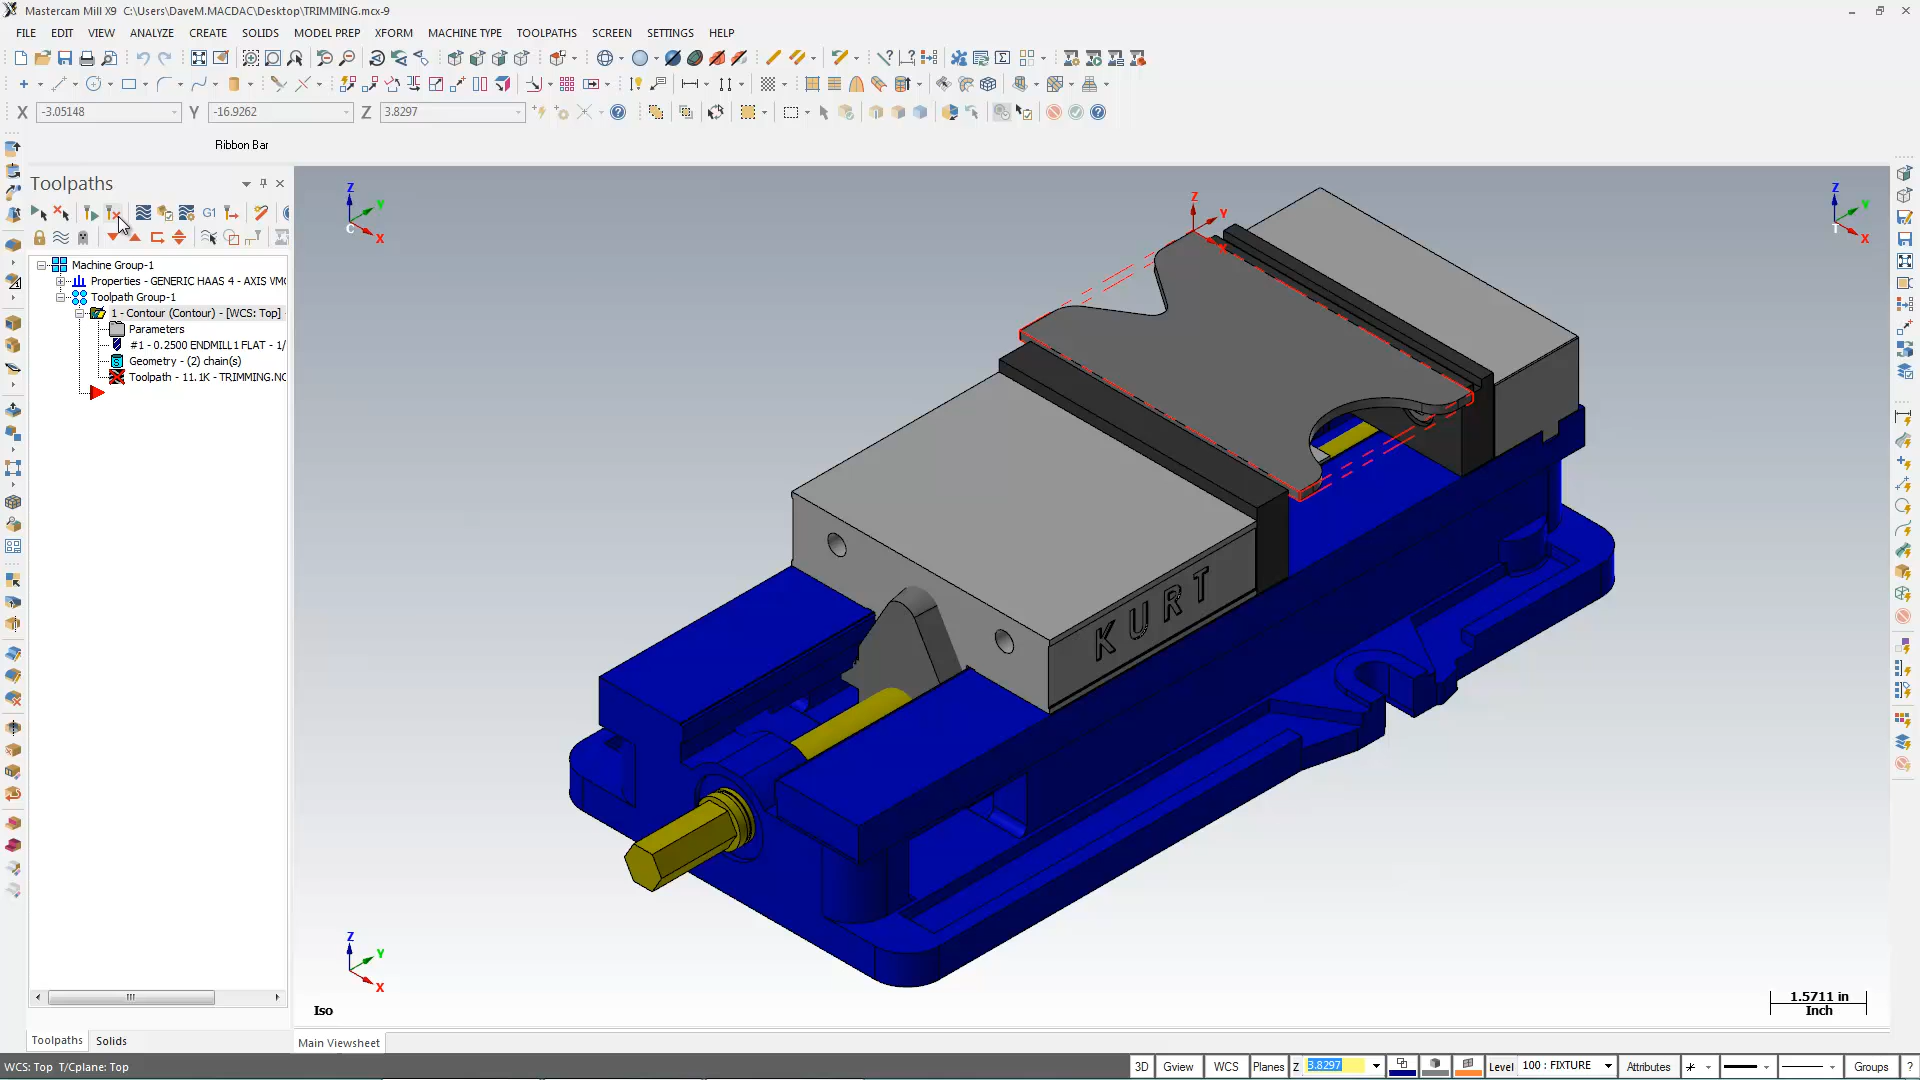 Mastercam Mill X9 C:\Users\DaveM.MACDAC\Desktop\TRIMMING.mcx-9
FILE EDIT VIEW ANALYZE CREATE SOLIDS MODEL PREP XFORM MACHINE TYPE TOOLPATHS SCREEN SETTINGS HELP
X -3.05148 Y -16.9262 Z 3.8297
Ribbon Bar
Toolpaths
G1
Machine Group-1
Properties - GENERIC HAAS 4 - AXIS VM
Toolpath Group-1
1 - Contour (Contour) - [WCS: Top]
Parameters
#1 - 0.2500 ENDMILL1 FLAT - 1/
Geometry - (2) chain(s)
Toolpath - 11.1K - TRIMMING.NC
Z Y X C
Z Y X
Z Y X T
KURT
Z Y X
Iso
1.5711 in
Inch
Toolpaths Solids
Main Viewsheet
WCS: Top T/Cplane: Top
3D Gview WCS Planes Z 3.8297 Level 100 : FIXTURE Attributes Groups ?